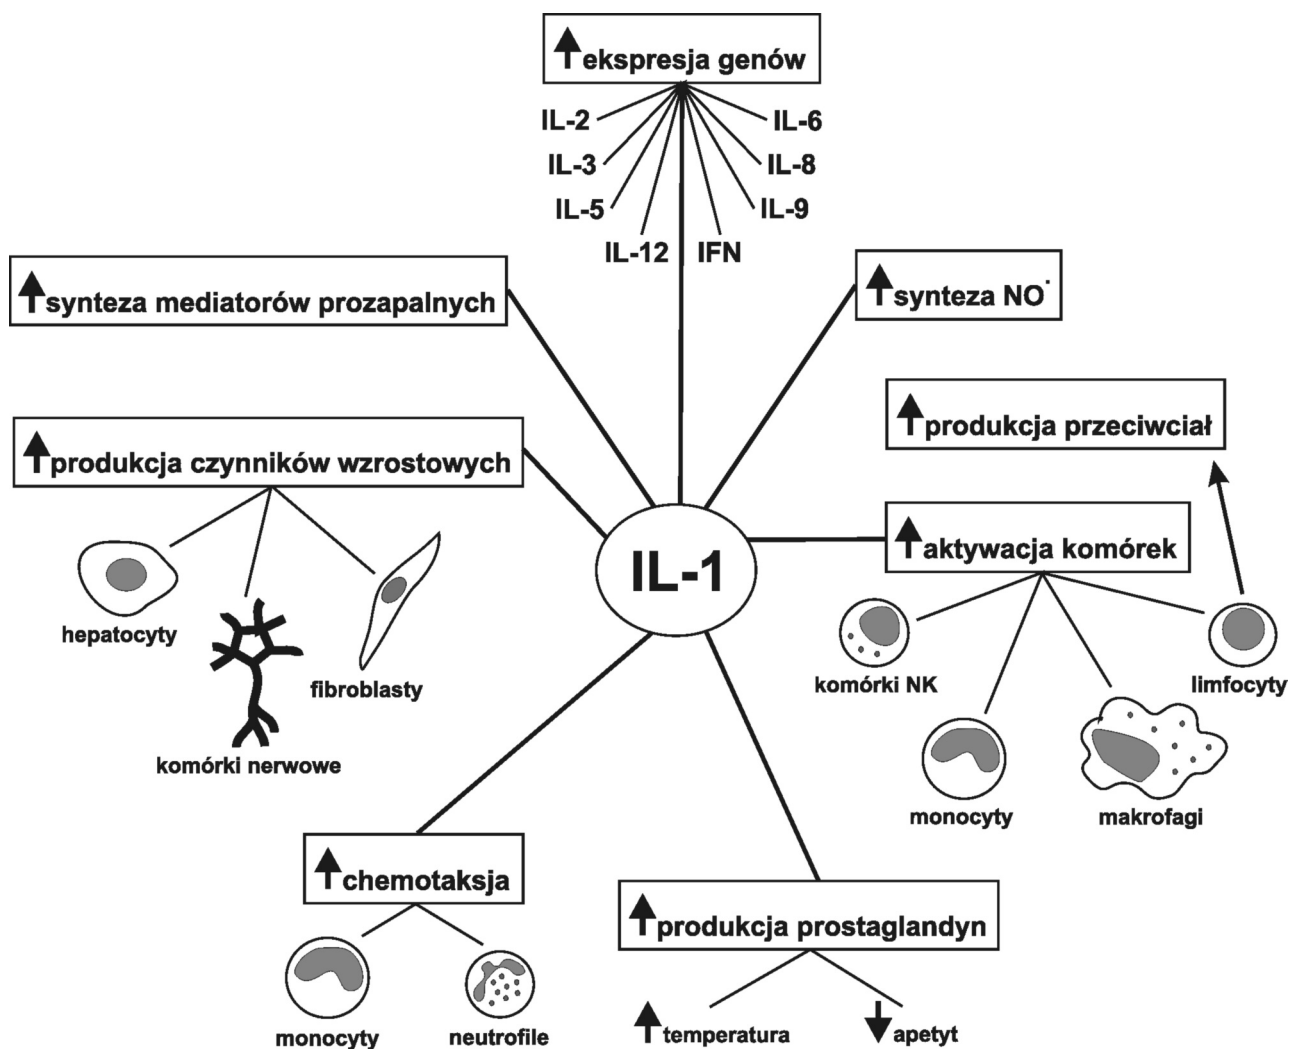 ↑ekspresja genów
IL-2
IL-6
IL-3
IL-8
IL-5
IL-9
IL-12
IFN
↑synteza mediatorów prozapalnych
↑synteza NO˙
↑produkcja przeciwciał
↑produkcja czynników wzrostowych
↑aktywacja komórek
IL-1
hepatocyty
fibroblasty
komórki nerwowe
komórki NK
limfocyty
monocyty
makrofagi
↑chemotaksja
↑produkcja prostaglandyn
monocyty
neutrofile
↑temperatura
↓apetyt